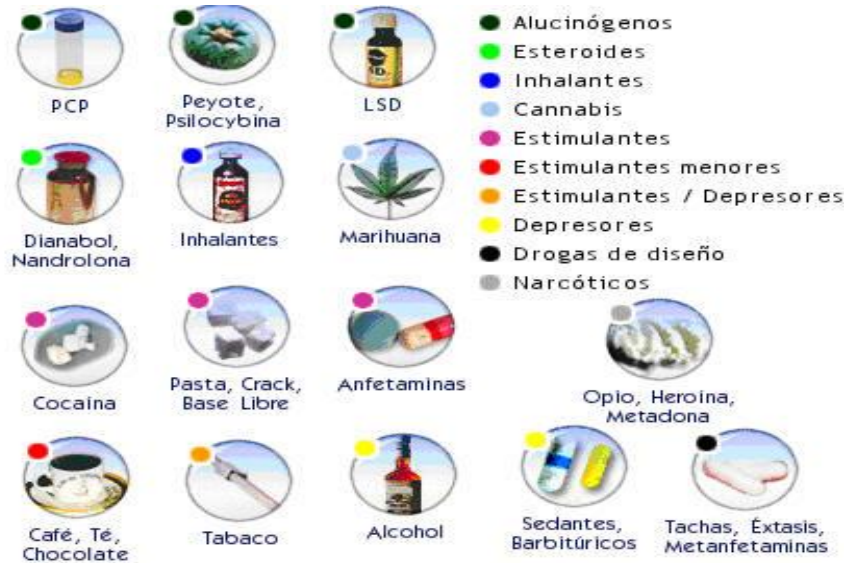 PCP
Peyote,
Psilocybina
LSD
Alucinógenos
Esteroides
Inhalantes
Cannabis
Estimulantes
Estimulantes menores
Estimulantes / Depresores
Depresores
Drogas de diseño
Narcóticos
Dianabol,
Nandrolona
Inhalantes
Marihuana
Cocaína
Pasta, Crack,
Base Libre
Anfetaminas
Opio, Heroina,
Metadona
Café, Té,
Chocolate
Tabaco
Alcohol
Sedantes,
Barbitúricos
Tachas, Éxtasis,
Metanfetaminas